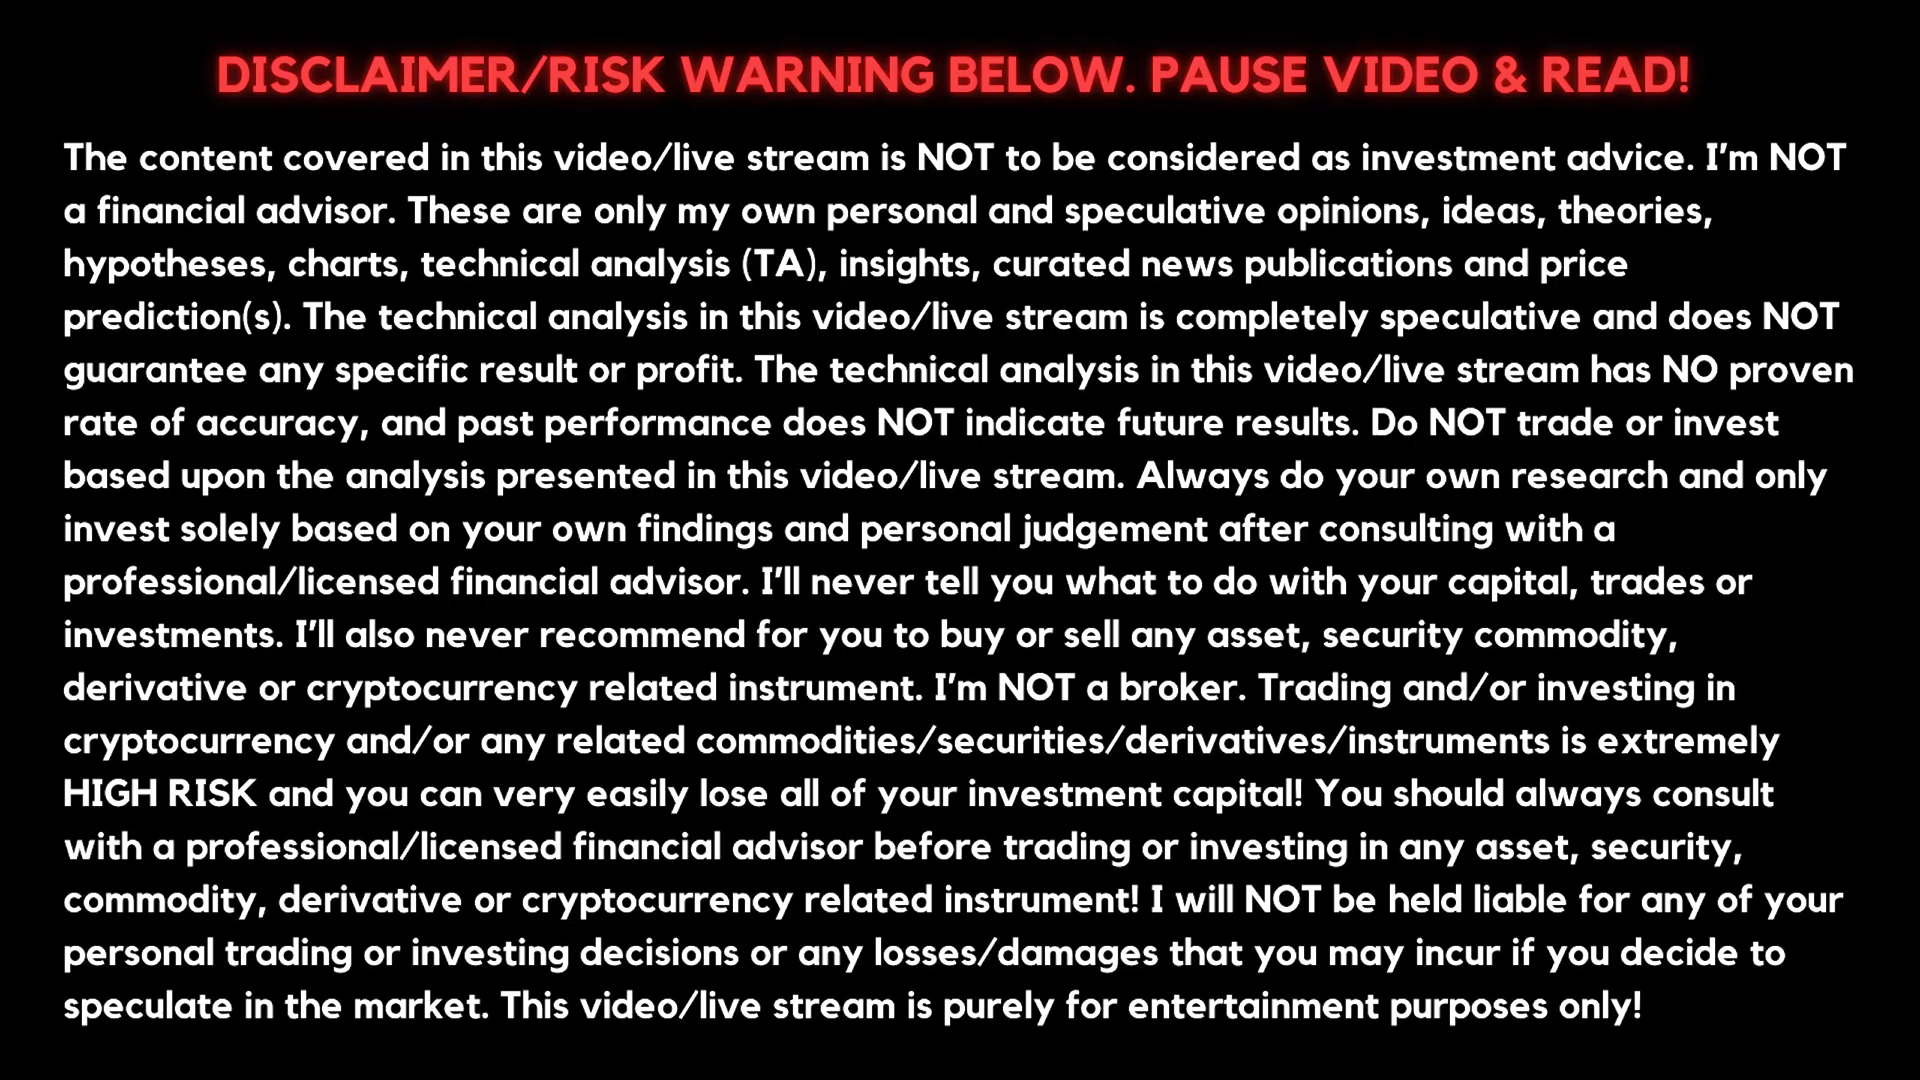 DISCLAIMER/RISK WARNING BELOW. PAUSE VIDEO & READ!
The content covered in this video/live stream is NOT to be considered as investment advice. I’m NOT
a financial advisor. These are only my own personal and speculative opinions, ideas, theories,
hypotheses, charts, technical analysis (TA), insights, curated news publications and price
prediction(s). The technical analysis in this video/live stream is completely speculative and does NOT
guarantee any specific result or profit. The technical analysis in this video/live stream has NO proven
rate of accuracy, and past performance does NOT indicate future results. Do NOT trade or invest
based upon the analysis presented in this video/live stream. Always do your own research and only
invest solely based on your own findings and personal judgement after consulting with a
professional/licensed financial advisor. I’ll never tell you what to do with your capital, trades or
investments. I’ll also never recommend for you to buy or sell any asset, security commodity,
derivative or cryptocurrency related instrument. I’m NOT a broker. Trading and/or investing in
cryptocurrency and/or any related commodities/securities/derivatives/instruments is extremely
HIGH RISK and you can very easily lose all of your investment capital! You should always consult
with a professional/licensed financial advisor before trading or investing in any asset, security,
commodity, derivative or cryptocurrency related instrument! I will NOT be held liable for any of your
personal trading or investing decisions or any losses/damages that you may incur if you decide to
speculate in the market. This video/live stream is purely for entertainment purposes only!